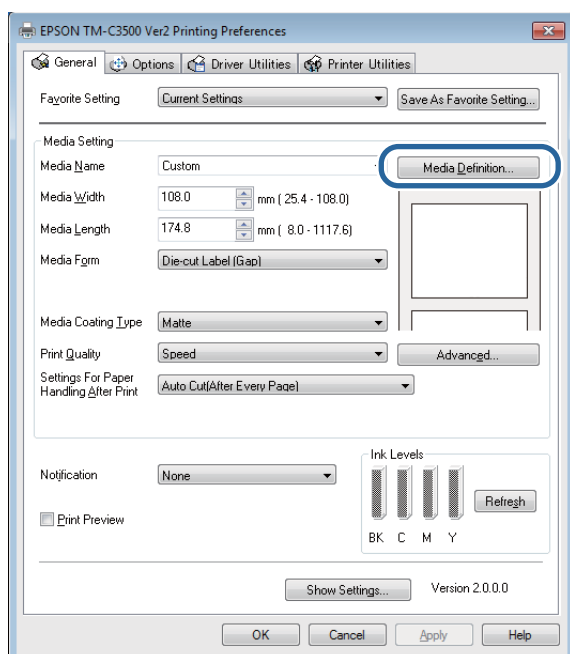 EPSON TM-C3500 Ver2 Printing Preferences
General Options Driver Utilities Printer Utilities
Favorite Setting Current Settings Save As Favorite Setting...
Media Setting
Media Name Custom Media Definition...
Media Width 108.0 mm ( 25.4 - 108.0)
Media Length 174.8 mm ( 8.0 - 1117.6)
Media Form Die-cut Label (Gap)
Media Coating Type Matte
Print Quality Speed Advanced...
Settings For Paper
Handling After Print Auto Cut(After Every Page)
Ink Levels
Notification None
Refresh
Print Preview
BK C M Y
Show Settings... Version 2.0.0.0
OK Cancel Apply Help